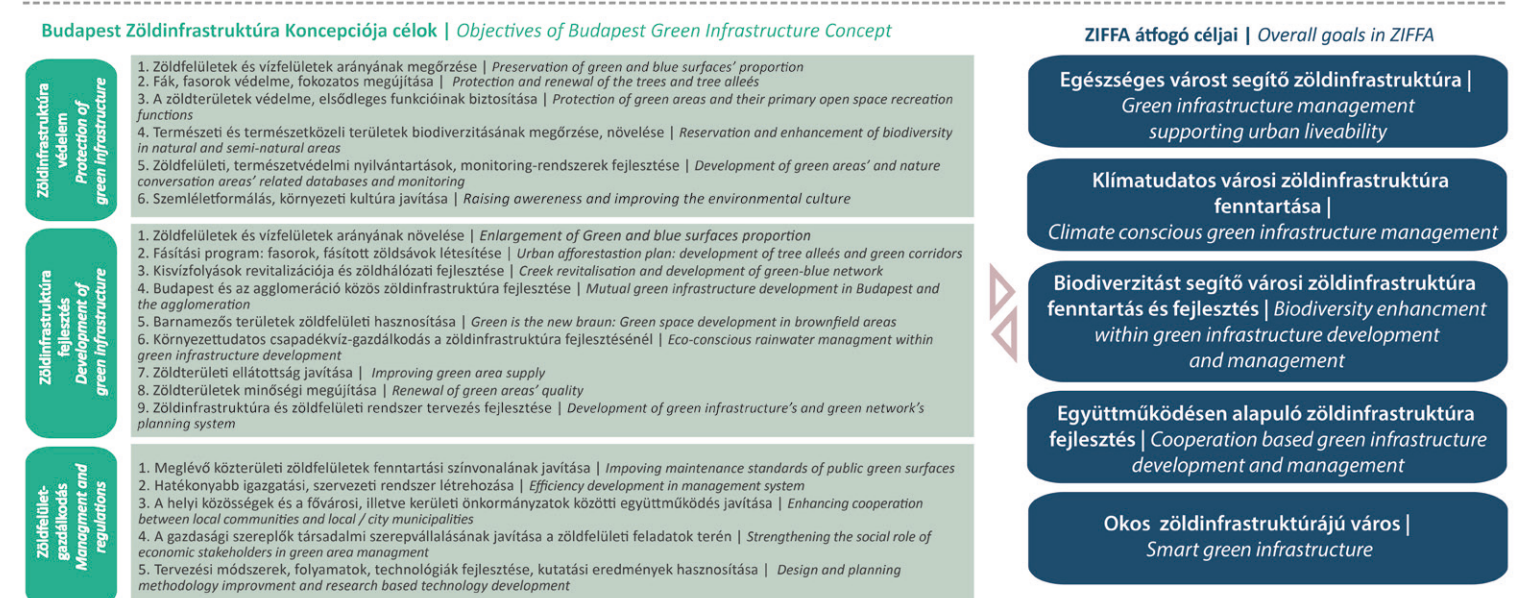 Budapest Zöldinfrastruktúra Koncepciója célok | Objectives of Budapest Green Infrastructure Concept
Zöldinfrastruktúra
védelem
Protection of
green Infrastructure
1. Zöldfelületek és vízfelületek arányának megőrzése | Preservation of green and blue surfaces' proportion
2. Fák, fasorok védelme, fokozatos megújítása | Protection and renewal of the trees and tree alleés
3. A zöldterületek védelme, elsődleges funkcióinak biztosítása | Protection of green areas and their primary open space recreation
functions
4. Természeti és természetközeli területek biodiverzitásának megőrzése, növelése | Reservation and enhancement of biodiversity
in natural and semi-natural areas
5. Zöldfelületi, természetvédelmi nyilvántartások, monitoring-rendszerek fejlesztése | Development of green areas' and nature
conversation areas' related databases and monitoring
6. Szemléletformálás, környezeti kultúra javítása | Raising awereness and improving the environmental culture
Zöldinfrastruktúra
fejlesztés
Development of
green Infrastructure
1. Zöldfelületek és vízfelületek arányának növelése | Enlargement of Green and blue surfaces proportion
2. Fásítási program: fasorok, fásított zöldsávok létesítése | Urban afforestastion plan: development of tree alleés and green corridors
3. Kisvízfolyások revitalizációja és zöldhálózati fejlesztése | Creek revitalisation and development of green-blue network
4. Budapest és az agglomeráció közös zöldinfrastruktúra fejlesztése | Mutual green infrastructure development in Budapest and
the agglomeration
5. Barnamezős területek zöldfelületi hasznosítása | Green is the new braun: Green space development in brownfield areas
6. Környezettudatos csapadékvíz-gazdálkodás a zöldinfrastruktúra fejlesztésénél | Eco-conscious rainwater managment within
green infrastructure development
7. Zöldterületi ellátottság javítása | Improving green area supply
8. Zöldterületek minőségi megújítása | Renewal of green areas' quality
9. Zöldinfrastruktúra és zöldfelületi rendszer tervezés fejlesztése | Development of green infrastructure's and green network's
planning system
Zöldfelület-
gazdálkodás
Managment and
regulations
1. Meglévő közterületi zöldfelületek fenntartási színvonalának javítása | Impoving maintenance standards of public green surfaces
2. Hatékonyabb igazgatási, szervezeti rendszer létrehozása | Efficiency development in management system
3. A helyi közösségek és a fővárosi, illetve kerületi önkormányzatok közötti együttműködés javítása | Enhancing cooperation
between local communities and local / city municipalities
4. A gazdasági szereplők társadalmi szerepvállalásának javítása a zöldfelületi feladatok terén | Strengthening the social role of
economic stakeholders in green area managment
5. Tervezési módszerek, folyamatok, technológiák fejlesztése, kutatási eredmények hasznosítása | Design and planning
methodology improvment and research based technology development
ZIFFA átfogó céljai | Overall goals in ZIFFA
Egészséges várost segítő zöldinfrastruktúra |
Green infrastructure management
supporting urban liveability
Klímatudatos városi zöldinfrastruktúra
fenntartása |
Climate conscious green infrastructure management
Biodiverzitást segítő városi zöldinfrastruktúra
fenntartás és fejlesztés | Biodiversity enhancment
within green infrastructure development
and management
Együttműködésen alapuló zöldinfrastruktúra
fejlesztés | Cooperation based green infrastructure
development and management
Okos zöldinfrastruktúrájú város |
Smart green infrastructure